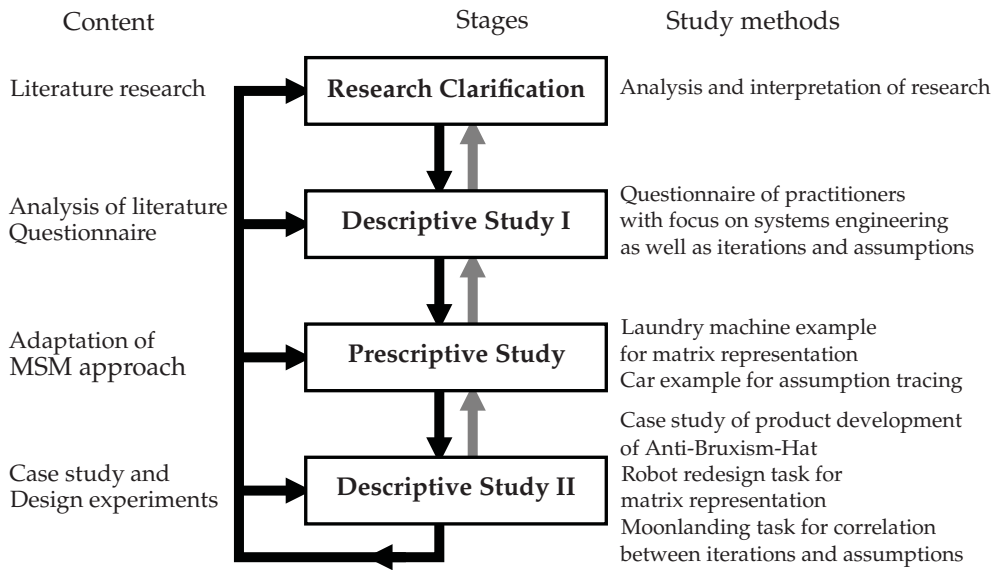 Content
Stages
Study methods
Literature research
Research Clarification
Analysis and interpretation of research
Analysis of literature
Questionnaire
Descriptive Study I
Questionnaire of practitioners
with focus on systems engineering
as well as iterations and assumptions
Adaptation of
MSM approach
Prescriptive Study
Laundry machine example
for matrix representation
Car example for assumption tracing
Case study and
Design experiments
Descriptive Study II
Case study of product development
of Anti-Bruxism-Hat
Robot redesign task for
matrix representation
Moonlanding task for correlation
between iterations and assumptions